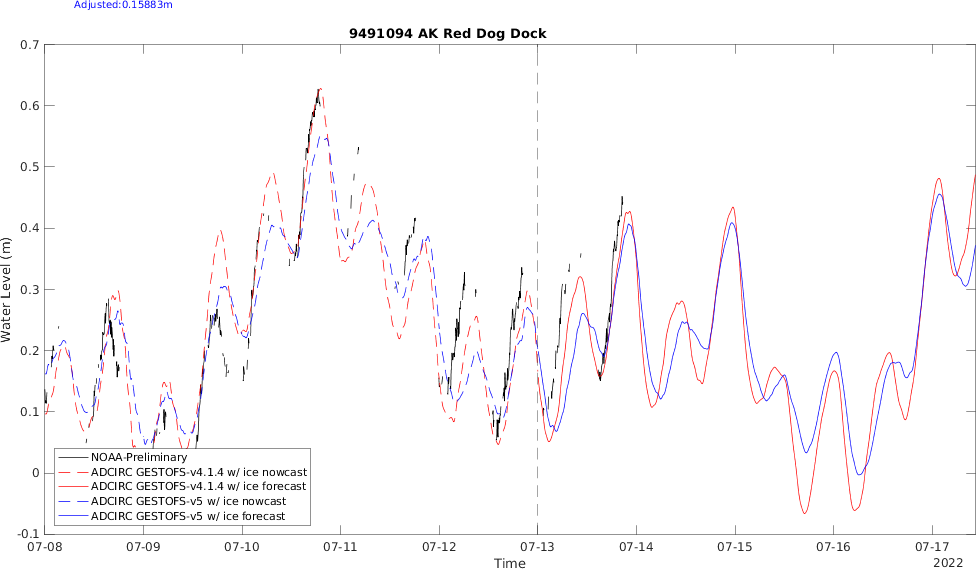 Adjusted:0.15883m
9491094 AK Red Dog Dock
Water Level (m)
0.7
0.6
0.5
0.4
0.3
0.2
0.1
0
-0.1
NOAA-Preliminary
ADCIRC GESTOFS-v4.1.4 w/ ice nowcast
ADCIRC GESTOFS-v4.1.4 w/ ice forecast
ADCIRC GESTOFS-v5 w/ ice nowcast
ADCIRC GESTOFS-v5 w/ ice forecast
07-08 07-09 07-10 07-11 07-12 07-13 07-14 07-15 07-16 07-17
Time
2022